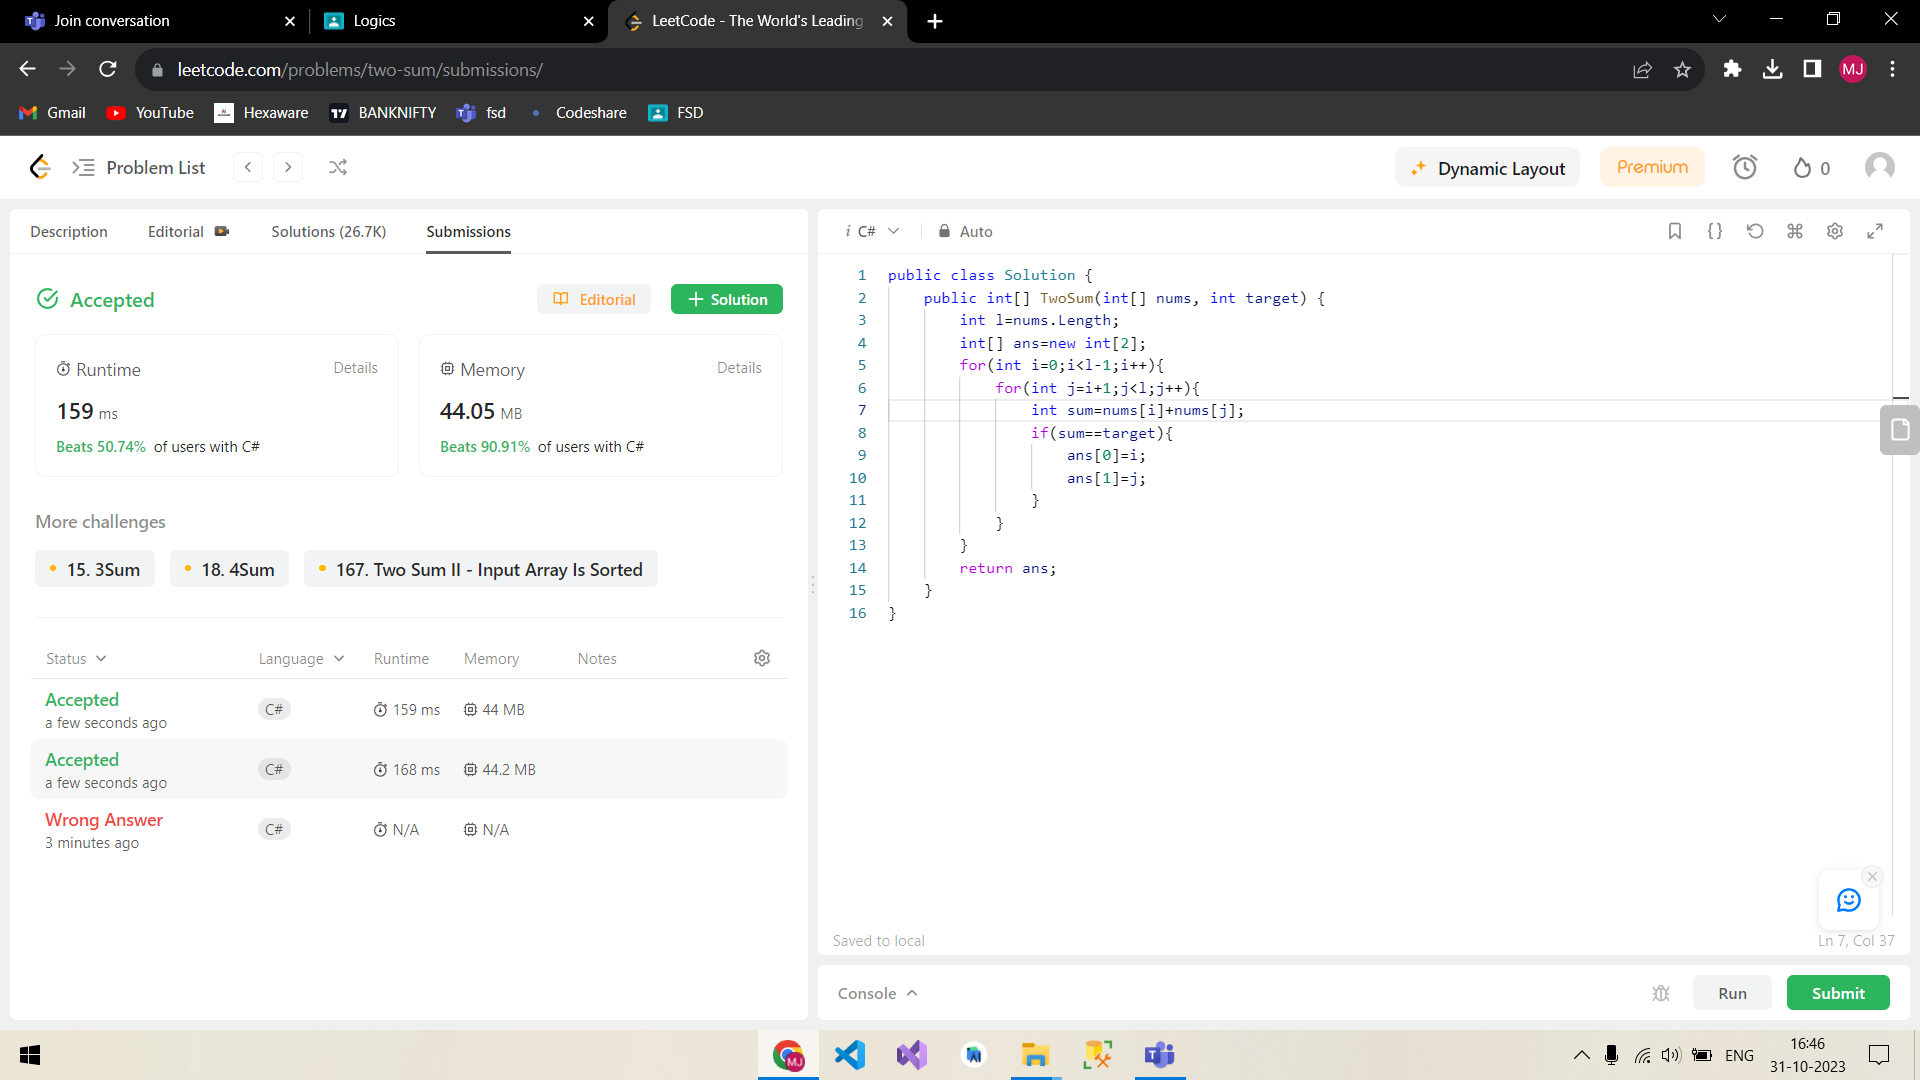 Join conversation
Logics
LeetCode - The World's Leading
leetcode.com/problems/two-sum/submissions/
MJ
Gmail
YouTube
Hexaware
BANKNIFTY
fsd
Codeshare
FSD
Problem List
Dynamic Layout
Premium
0
Description
Editorial
Solutions (26.7K)
Submissions
Accepted
Editorial
+ Solution
Runtime
Details
159 ms
Beats 50.74% of users with C#
Memory
Details
44.05 MB
Beats 90.91% of users with C#
More challenges
15. 3Sum
18. 4Sum
167. Two Sum II - Input Array Is Sorted
Status
Language
Runtime
Memory
Notes
Accepted
a few seconds ago
C#
159 ms
44 MB
Accepted
a few seconds ago
C#
168 ms
44.2 MB
Wrong Answer
3 minutes ago
C#
N/A
N/A
i C#
Auto
1 public class Solution {
2 public int[] TwoSum(int[] nums, int target) {
3 int l=nums.Length;
4 int[] ans=new int[2];
5 for(int i=0;i<l-1;i++){
6 for(int j=i+1;j<l;j++){
7 int sum=nums[i]+nums[j];
8 if(sum==target){
9 ans[0]=i;
10 ans[1]=j;
11 }
12 }
13 }
14 return ans;
15 }
16 }
Saved to local
Ln 7, Col 37
Console
Run
Submit
MJ
ENG
16:46
31-10-2023